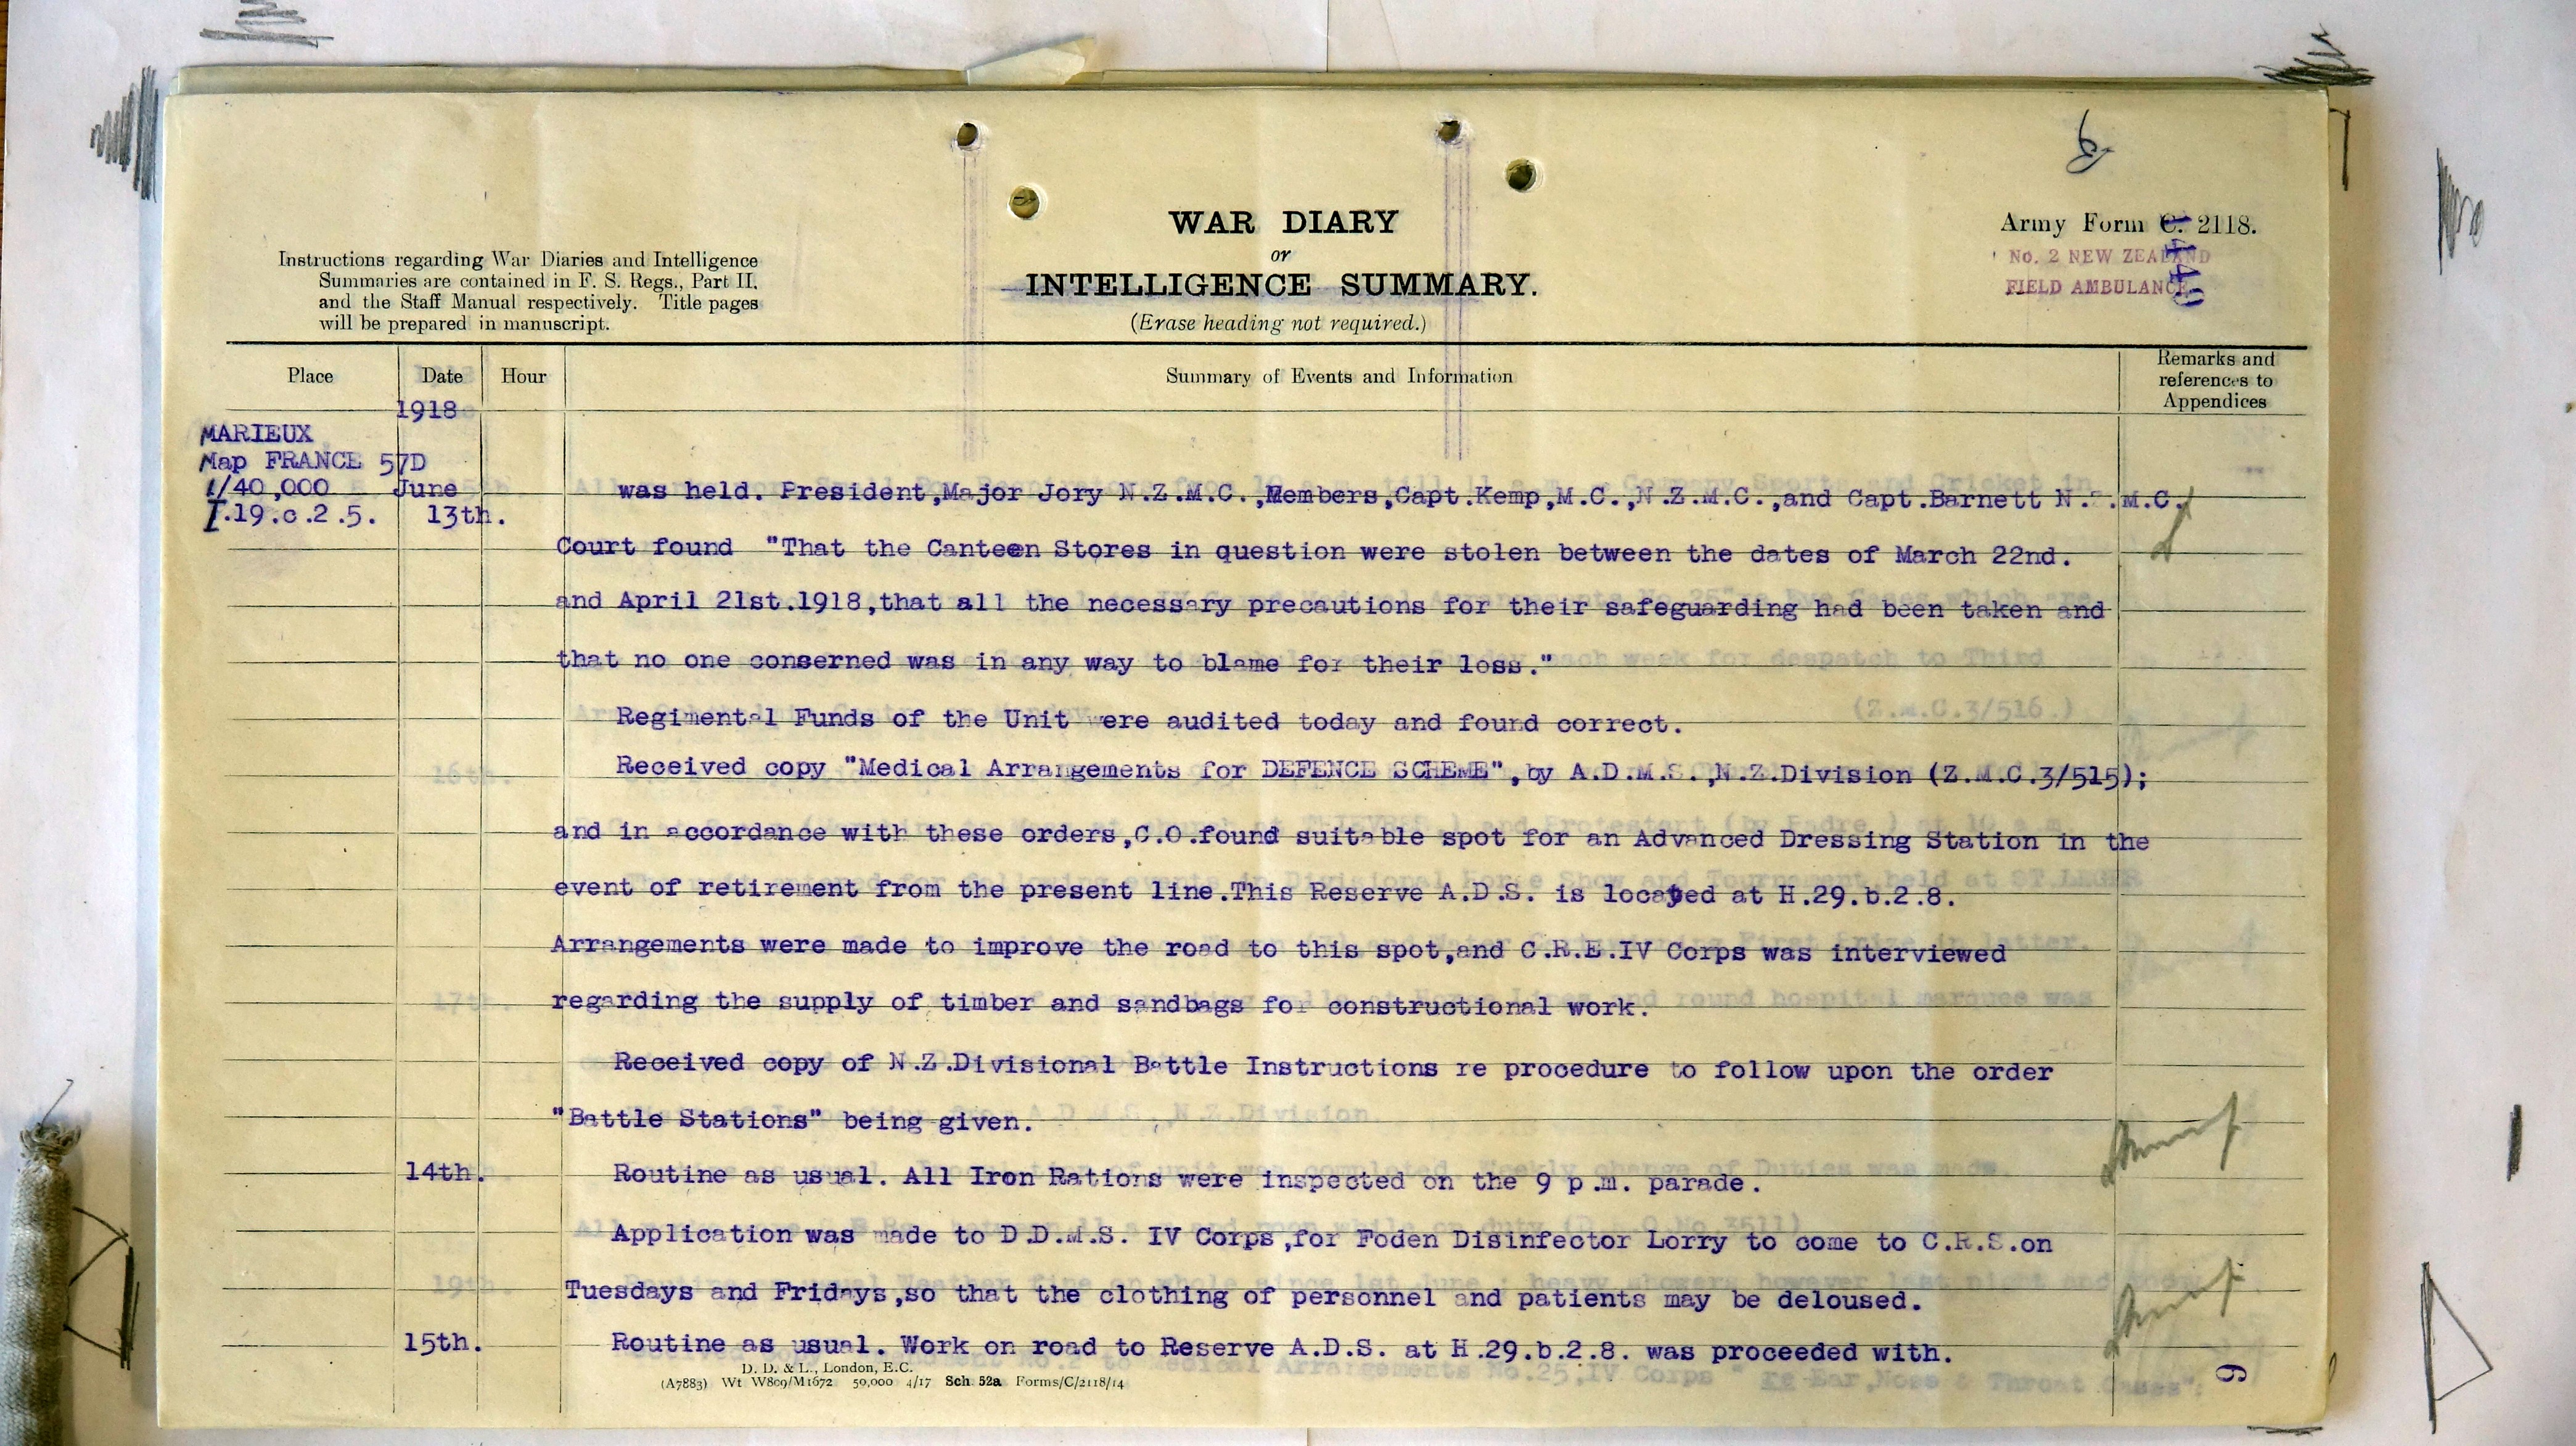 WAR DIARY
or
INTELLIGENCE SUMMARY.
(Erase heading not required.)
Instructions regarding War Diaries and Intelligence
Summaries are contained in F. S. Regs., Part II.
and the Staff Manual respectively. Title pages
will be prepared in manuscript.
Army Form C. 2118.
No. 2 NEW ZEALAND
FIELD AMBULANCE
Place
Date
Hour
Summary of Events and Information
Remarks and
references to
Appendices
1918
MARIEUX
Map FRANCE 57D
1/40,000 June
I.19.c.2.5. 13th.
was held. President,Major Jory N.Z.M.C.,Members,Capt.Kemp,M.C.,N.Z.M.C.,and Capt.Barnett N.Z.M.C.
Court found "That the Canteen Stores in question were stolen between the dates of March 22nd.
and April 21st.1918,that all the necessary precautions for their safeguarding had been taken and
that no one conserned was in any way to blame for their loss."
Regimental Funds of the Unit were audited today and found correct.
Received copy "Medical Arrangements for DEFENCE SCHEME",by A.D.M.S.,N.Z.Division (Z.M.C.3/515);
and in accordance with these orders,C.O.found suitable spot for an Advanced Dressing Station in the
event of retirement from the present line.This Reserve A.D.S. is located at H.29.b.2.8.
Arrangements were made to improve the road to this spot,and C.R.E.IV Corps was interviewed
regarding the supply of timber and sandbags for constructional work.
Received copy of N.Z.Divisional Battle Instructions re procedure to follow upon the order
"Battle Stations" being given.
14th. Routine as usual. All Iron Rations were inspected on the 9 p.m. parade.
Application was made to D.D.M.S. IV Corps,for Foden Disinfector Lorry to come to C.R.S.on
Tuesdays and Fridays,so that the clothing of personnel and patients may be deloused.
15th. Routine as usual. Work on road to Reserve A.D.S. at H.29.b.2.8. was proceeded with.
D. D. & L., London, E.C.
(A7883) Wt W809/M1672 50,000 4/17 Sch. 52a Forms/C/2118/14